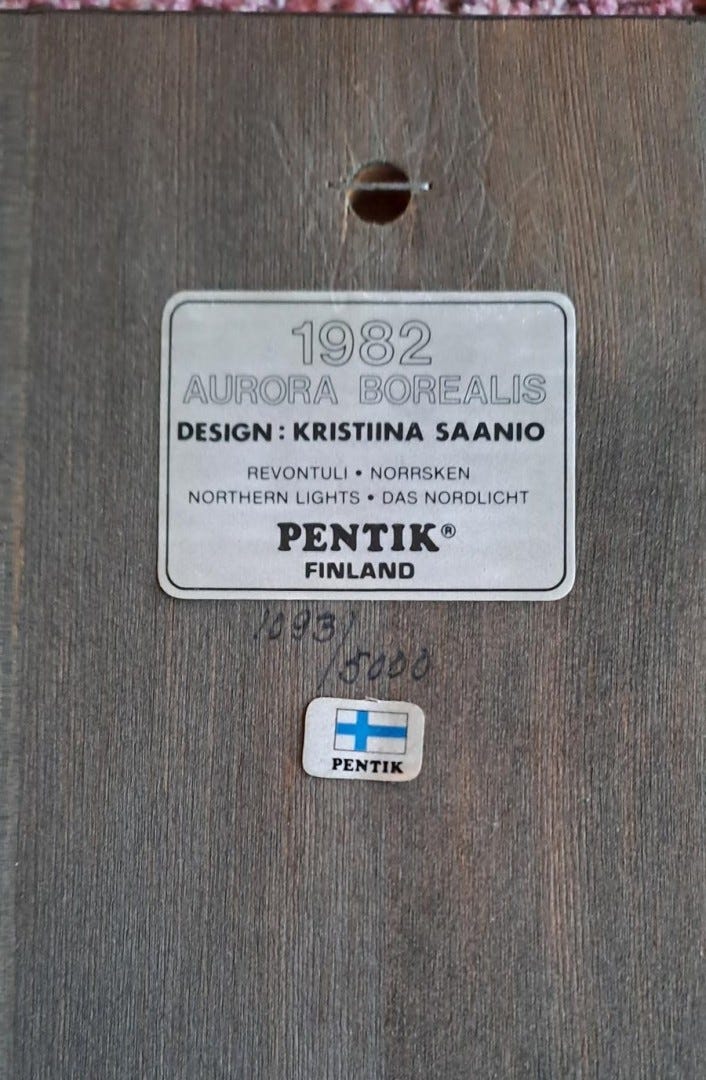 1982
AURORA BOREALIS
DESIGN: KRISTIINA SAANIO
REVONTULI • NORRSKEN
NORTHERN LIGHTS • DAS NORDLICHT
PENTIK®
FINLAND
1093/
/5000
PENTIK